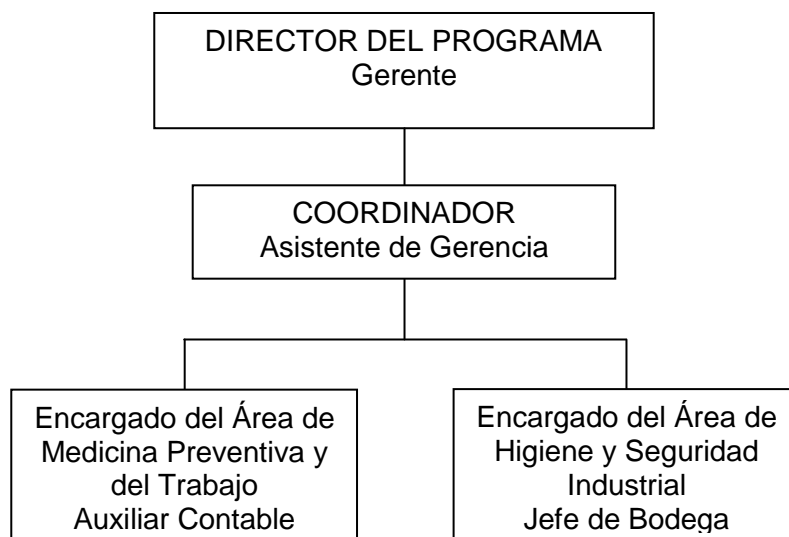 DIRECTOR DEL PROGRAMA
Gerente
COORDINADOR
Asistente de Gerencia
Encargado del Área de
Medicina Preventiva y
del Trabajo
Auxiliar Contable
Encargado del Área de
Higiene y Seguridad
Industrial
Jefe de Bodega